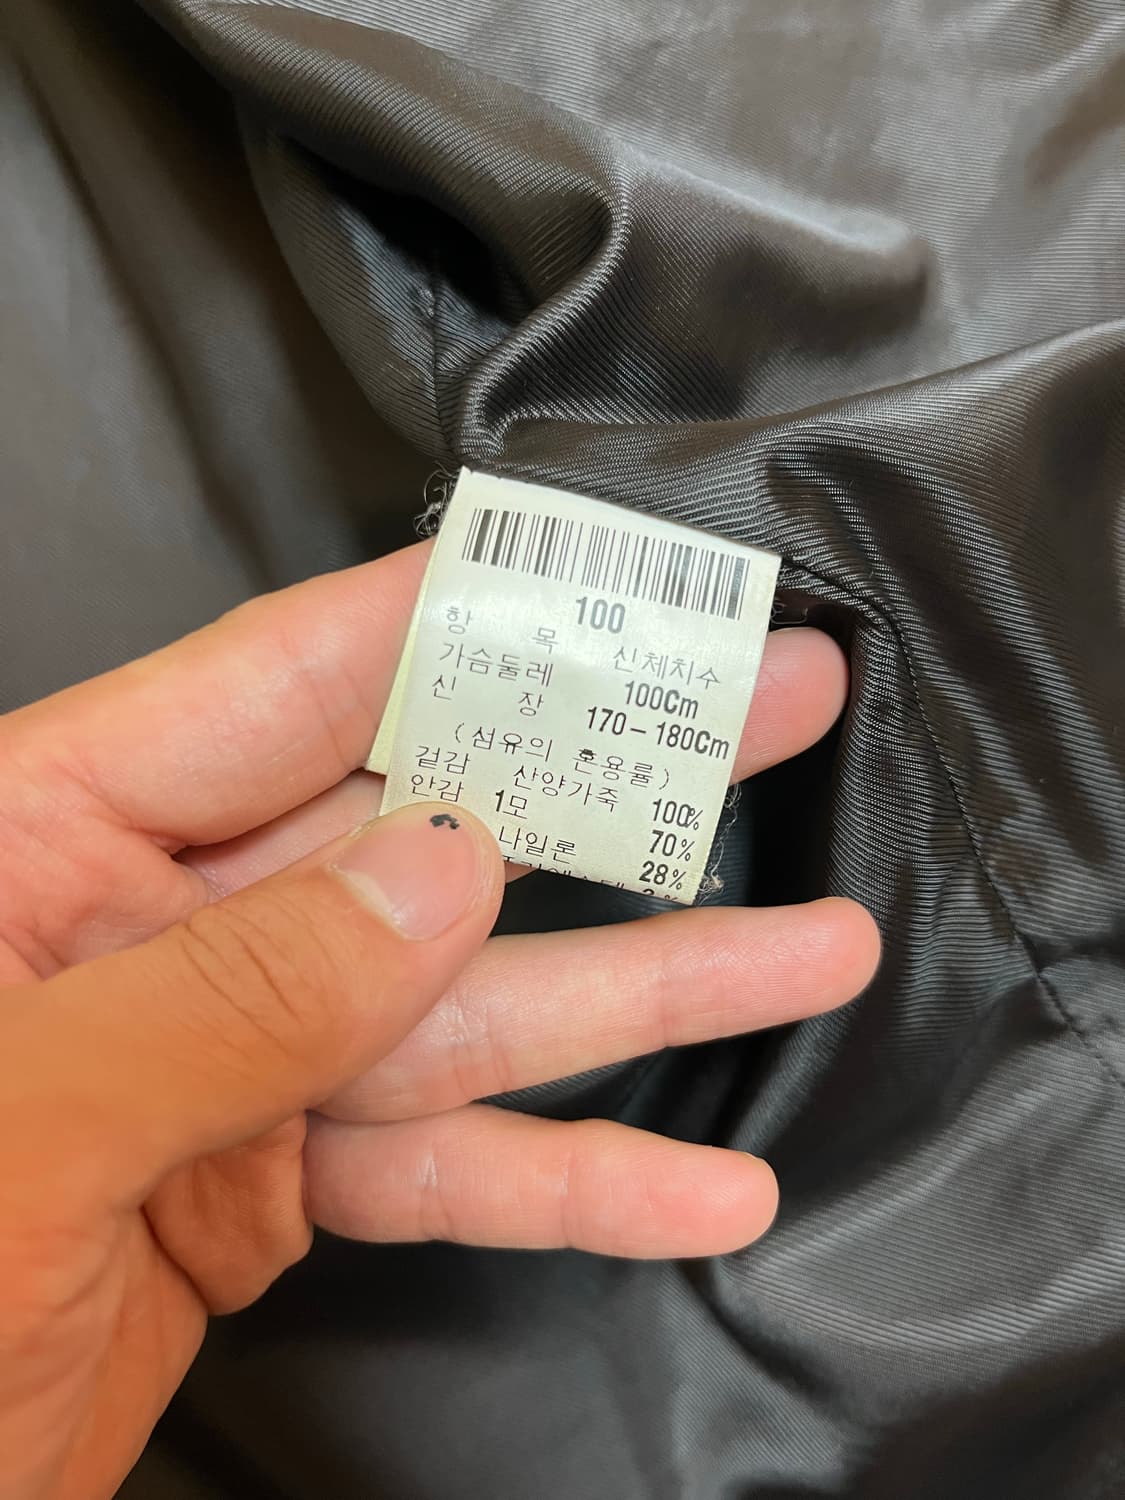 100
항 목 신체치수
가슴둘레 100Cm
신 장 170-180Cm
(섬유의 혼용률)
겉감 산양가죽 100%
안감 1모 70%
나일론 28%